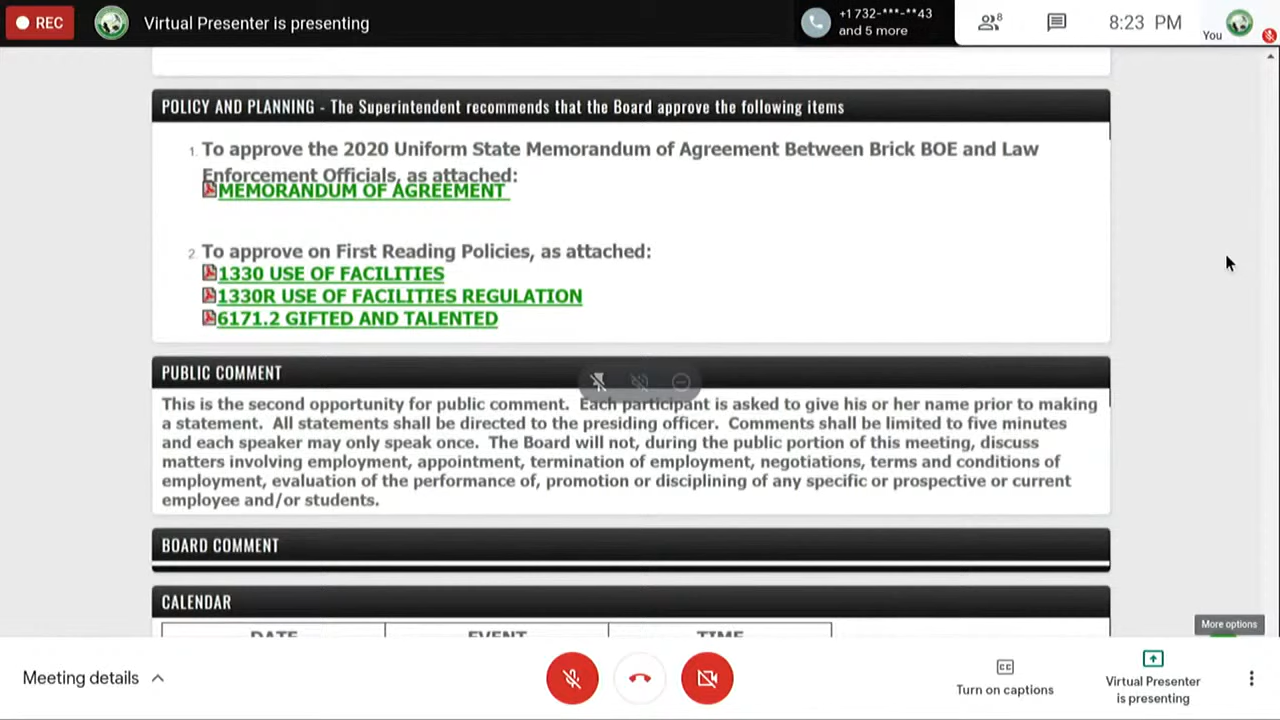 REC
Virtual Presenter is presenting
+1 732-***-**43
and 5 more
8
8:23 PM
You
POLICY AND PLANNING - The Superintendent recommends that the Board approve the following items
1. To approve the 2020 Uniform State Memorandum of Agreement Between Brick BOE and Law
Enforcement Officials, as attached:
MEMORANDUM OF AGREEMENT
2. To approve on First Reading Policies, as attached:
1330 USE OF FACILITIES
1330R USE OF FACILITIES REGULATION
6171.2 GIFTED AND TALENTED
PUBLIC COMMENT
This is the second opportunity for public comment. Each participant is asked to give his or her name prior to making
a statement. All statements shall be directed to the presiding officer. Comments shall be limited to five minutes
and each speaker may only speak once. The Board will not, during the public portion of this meeting, discuss
matters involving employment, appointment, termination of employment, negotiations, terms and conditions of
employment, evaluation of the performance of, promotion or disciplining of any specific or prospective or current
employee and/or students.
BOARD COMMENT
CALENDAR
DATE EVENT TIME
More options
Meeting details
CC
Turn on captions
Virtual Presenter
is presenting